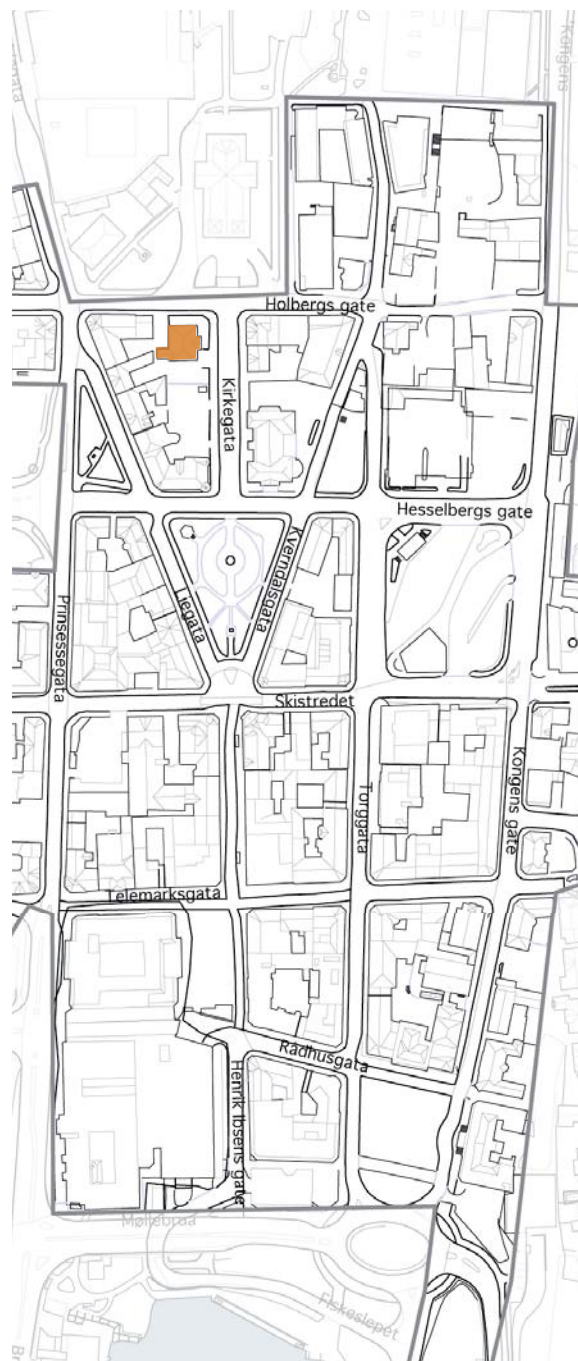 Kongens
Holbergs gate
Kirkegata
Hesselbergs gate
Kverndalsgata
Liegata
Prinsessegata
Skistredet
Torggata
Kongens gate
Telemarksgata
Rådhusgata
Henrik Ibsens gate
Møllebrua
Fiskeslepet